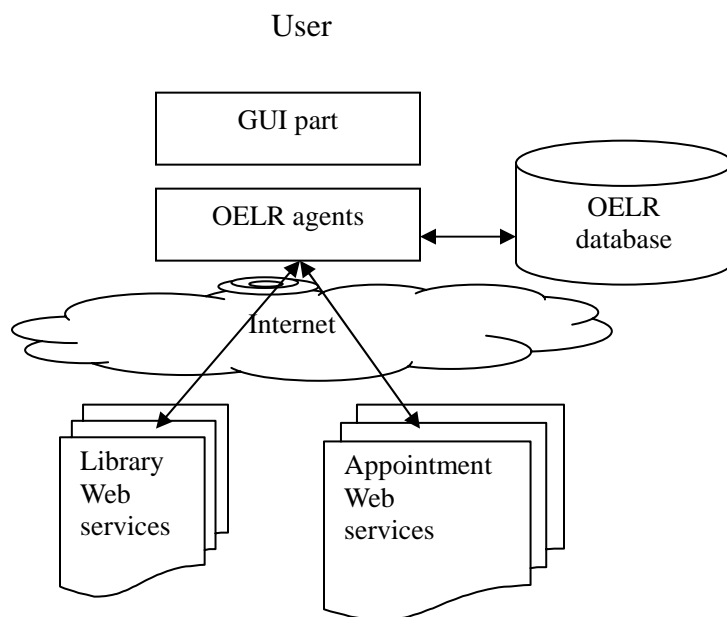 User
GUI part
OELR agents
OELR
database
Internet
Library
Web
services
Appointment
Web
services